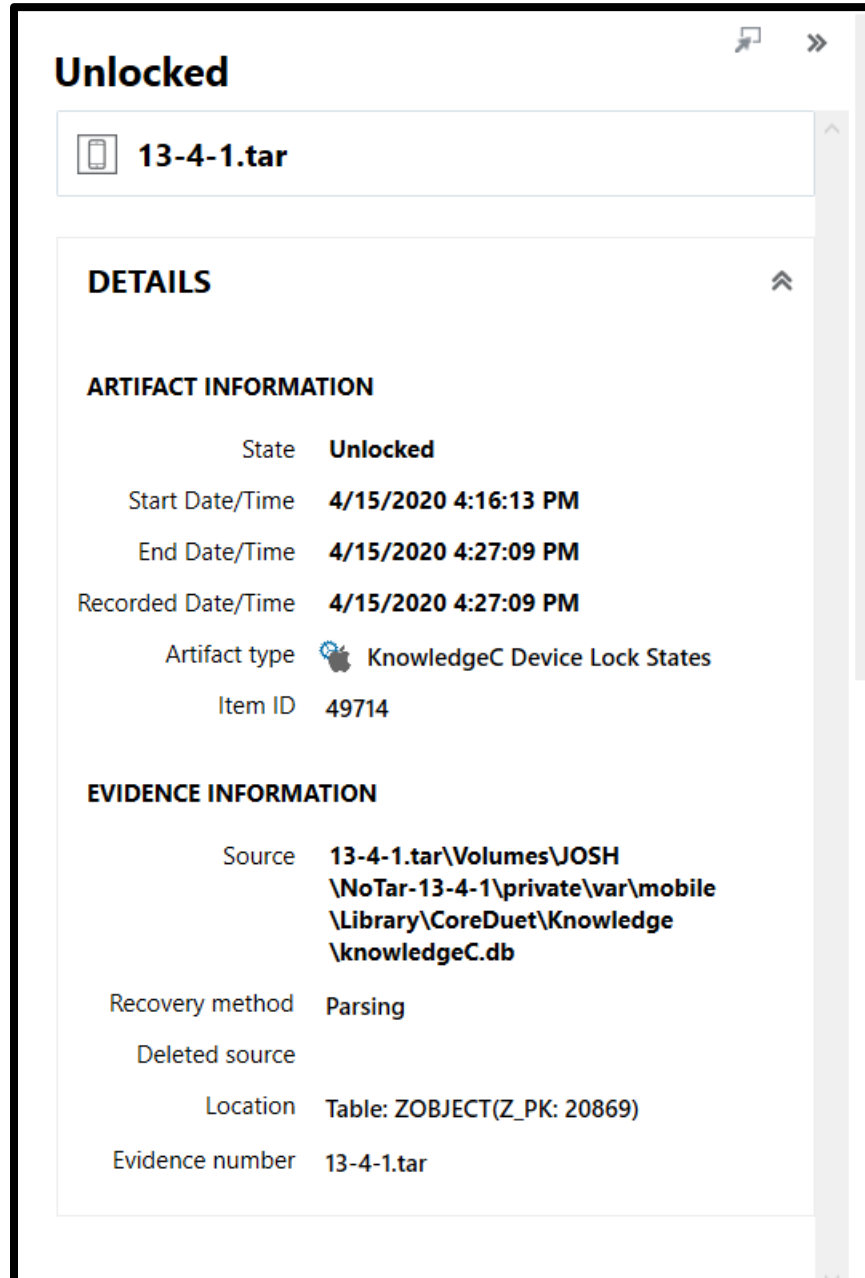 Unlocked
13-4-1.tar
DETAILS
ARTIFACT INFORMATION
State Unlocked
Start Date/Time 4/15/2020 4:16:13 PM
End Date/Time 4/15/2020 4:27:09 PM
Recorded Date/Time 4/15/2020 4:27:09 PM
Artifact type KnowledgeC Device Lock States
Item ID 49714
EVIDENCE INFORMATION
Source 13-4-1.tar\Volumes\JOSH
\NoTar-13-4-1\private\var\mobile
\Library\CoreDuet\Knowledge
\knowledgeC.db
Recovery method Parsing
Deleted source
Location Table: ZOBJECT(Z_PK: 20869)
Evidence number 13-4-1.tar